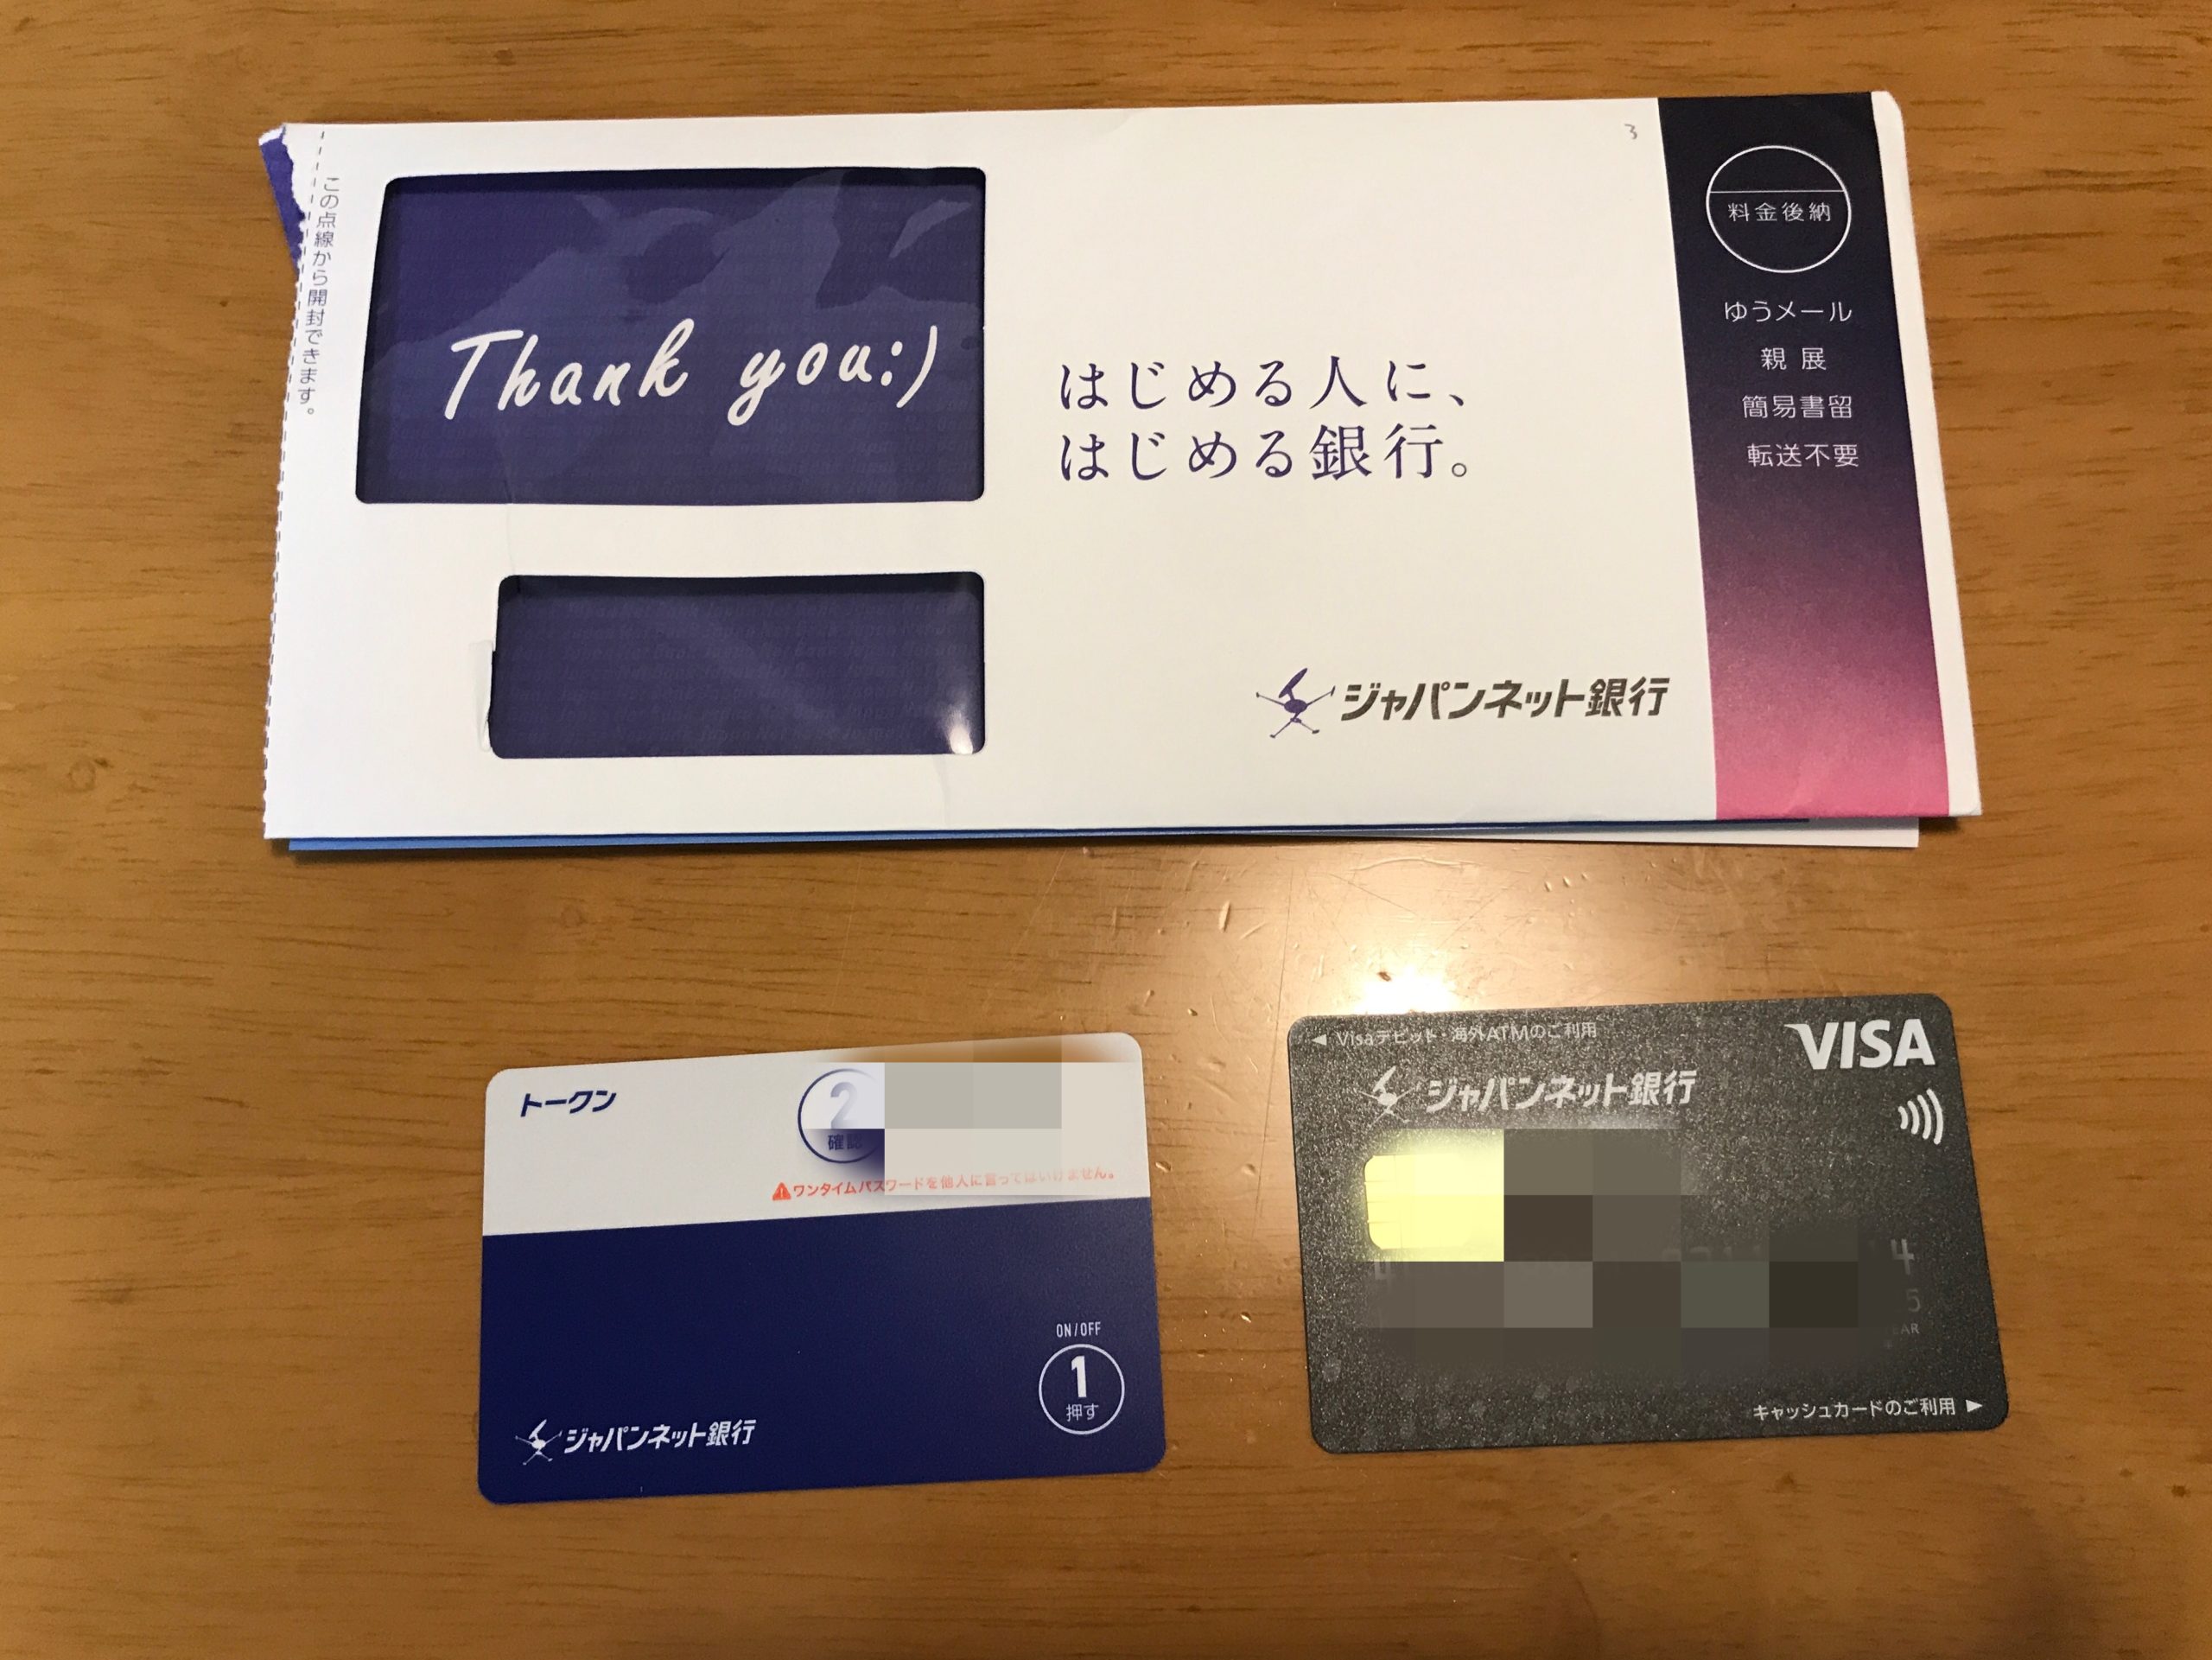 この点線から開封できます。
Thank you:)
はじめる人に、
はじめる銀行。
ジャパンネット銀行
3
料金後納
ゆうメール
親展
簡易書留
転送不要
トークン
2
確認
ワンタイムパスワードを他人に言ってはいけません。
ON/OFF
1
押す
ジャパンネット銀行
Visaデビット・海外ATMのご利用
VISA
ジャパンネット銀行
4
5
キャッシュカードのご利用